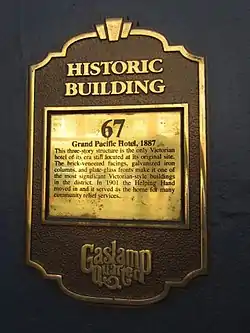 HISTORIC
BUILDING
67
Grand Pacific Hotel, 1887
This three-story structure is the only Victorian
hotel of its era still located at its original site.
The brick-veneered facings, galvanized iron
columns, and plate-glass fronts make it one of
the most significant Victorian-style buildings
in the district. In 1901 the Helping Hand
moved in and it served as the home for many
community relief services.
Gaslamp
Quarter